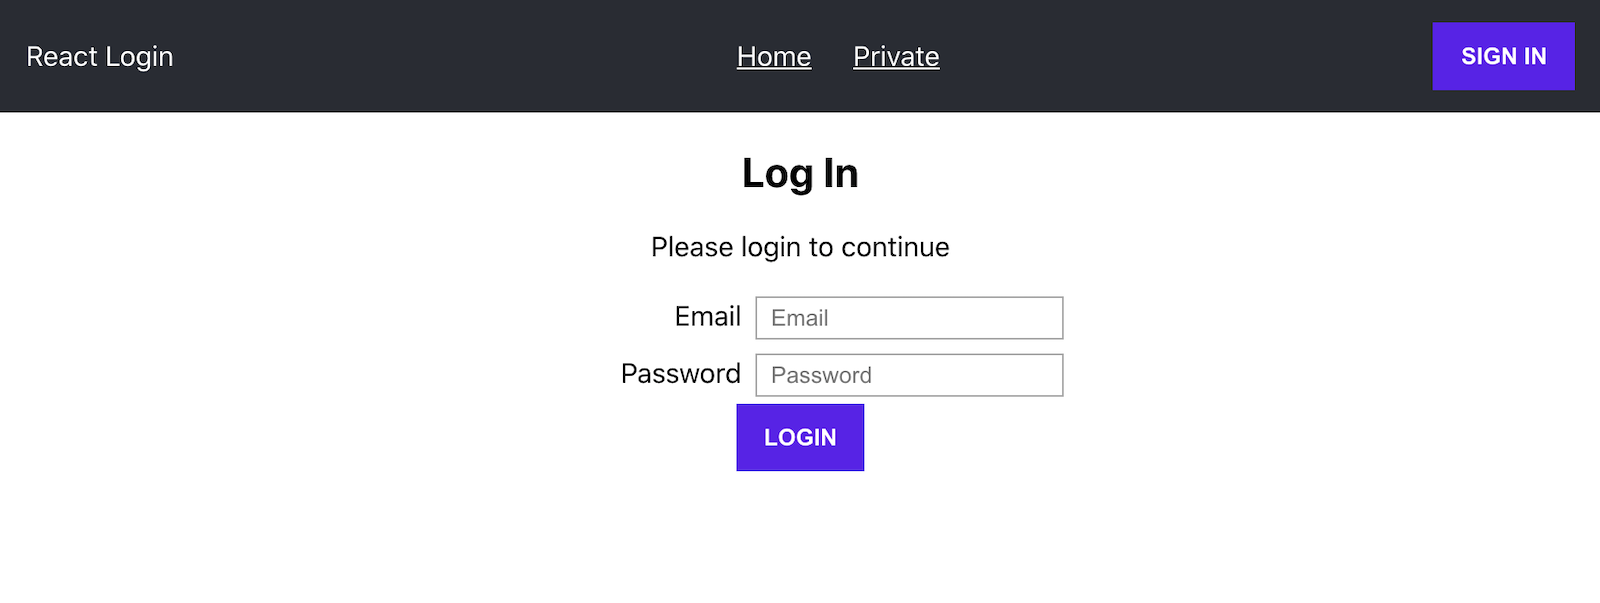 React Login Home Private SIGN IN
Log In
Please login to continue
Email Email
Password Password
LOGIN